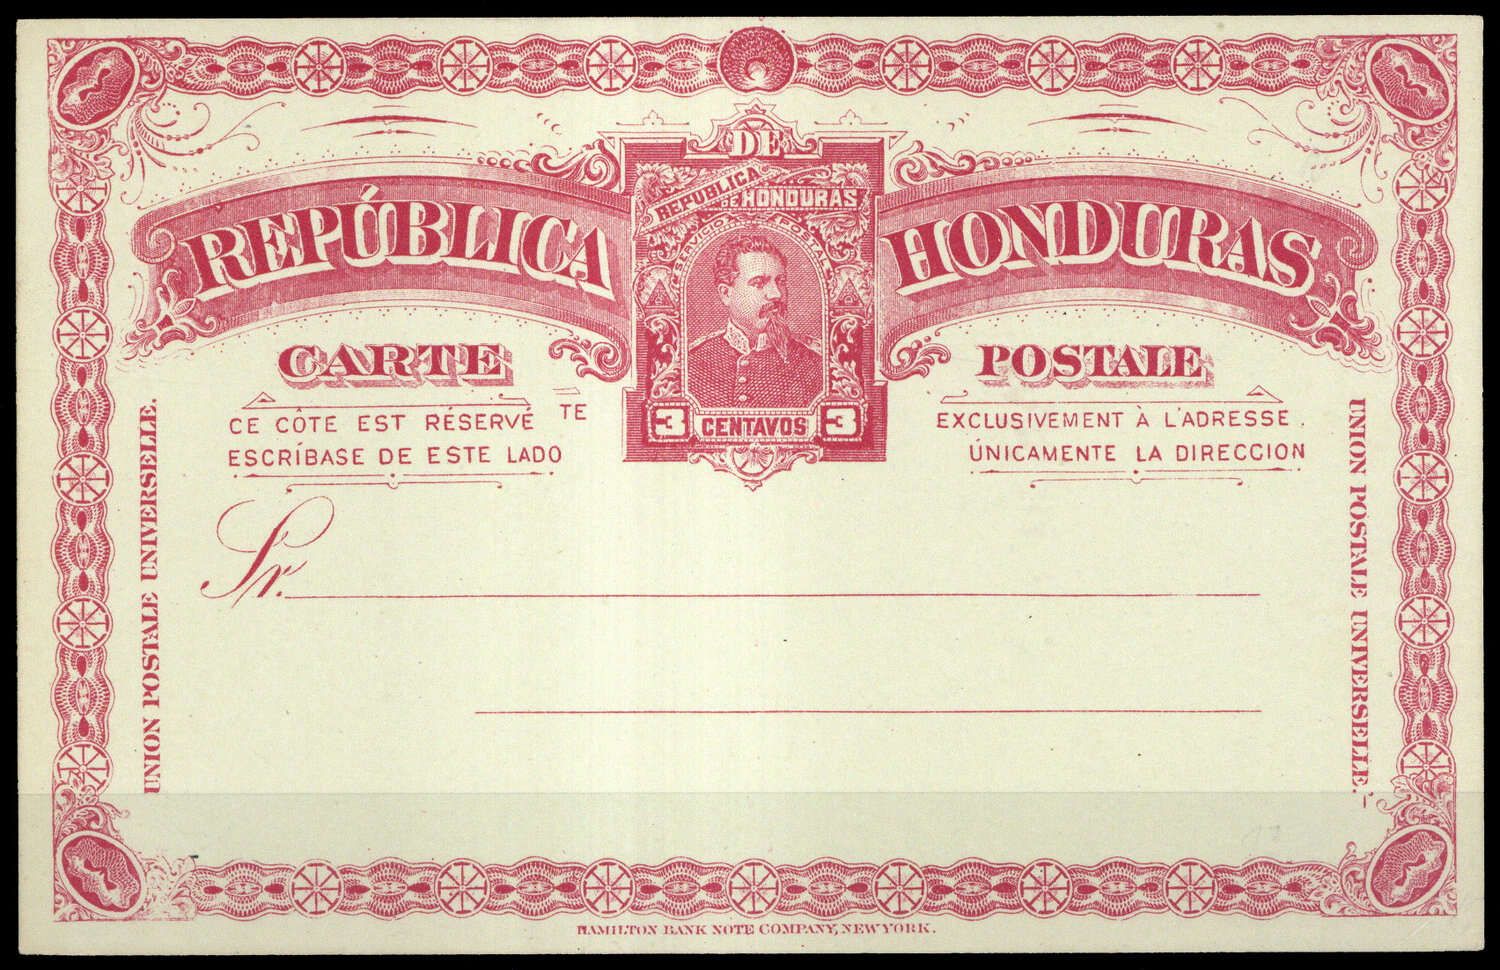 REPÚBLICA DE HONDURAS
REPUBLICA
DE HONDURAS
SERVICIO POSTAL
CARTE POSTALE
CE CÔTE EST RÉSERVÉ TE EXCLUSIVEMENT À L'ADRESSE.
ESCRÍBASE DE ESTE LADO ÚNICAMENTE LA DIRECCION
3 CENTAVOS 3
UNION POSTALE UNIVERSELLE.
UNION POSTALE UNIVERSELLE.
Sr.
HAMILTON BANK NOTE COMPANY, NEW YORK.